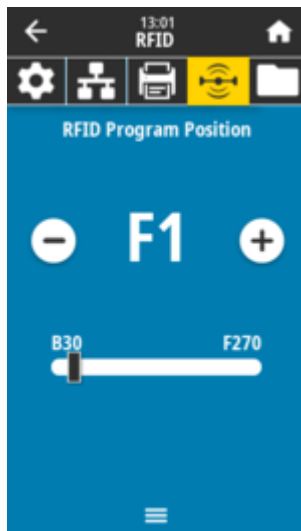 13:01
RFID
RFID Program Position
F1
B30 F270